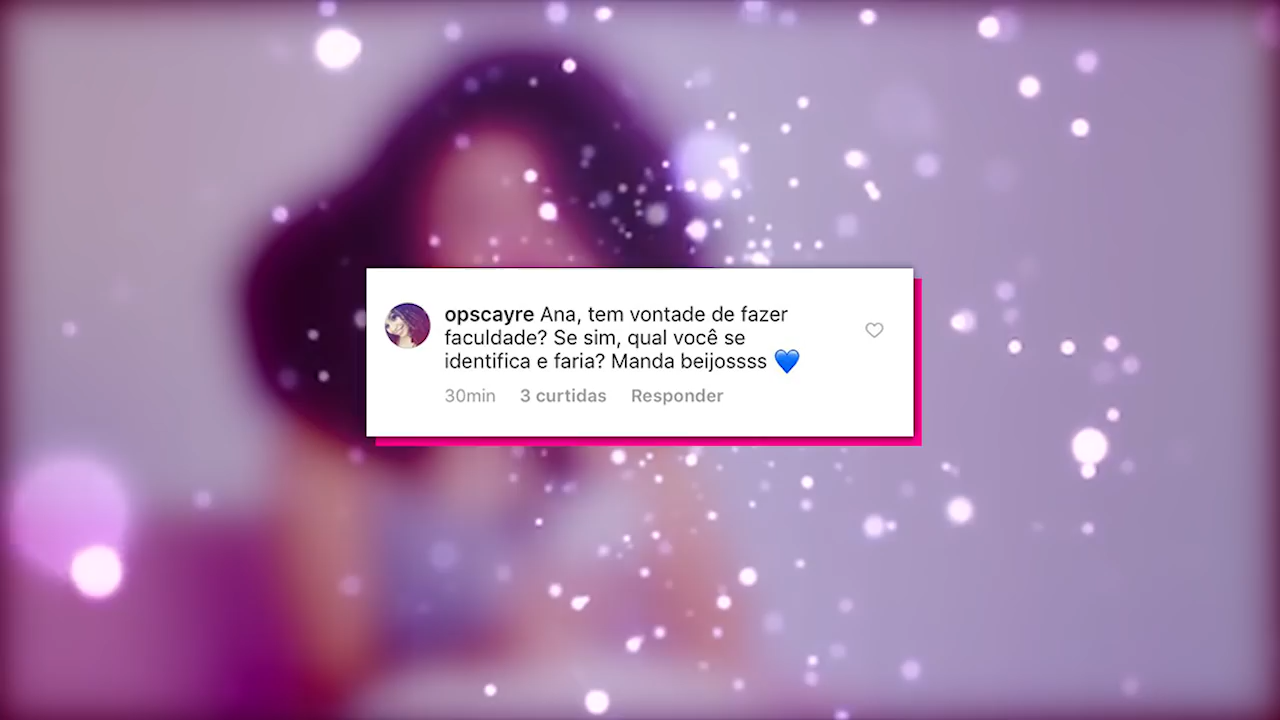 opscayre Ana, tem vontade de fazer
faculdade? Se sim, qual você se
identifica e faria? Manda beijossss 💙
30min 3 curtidas Responder